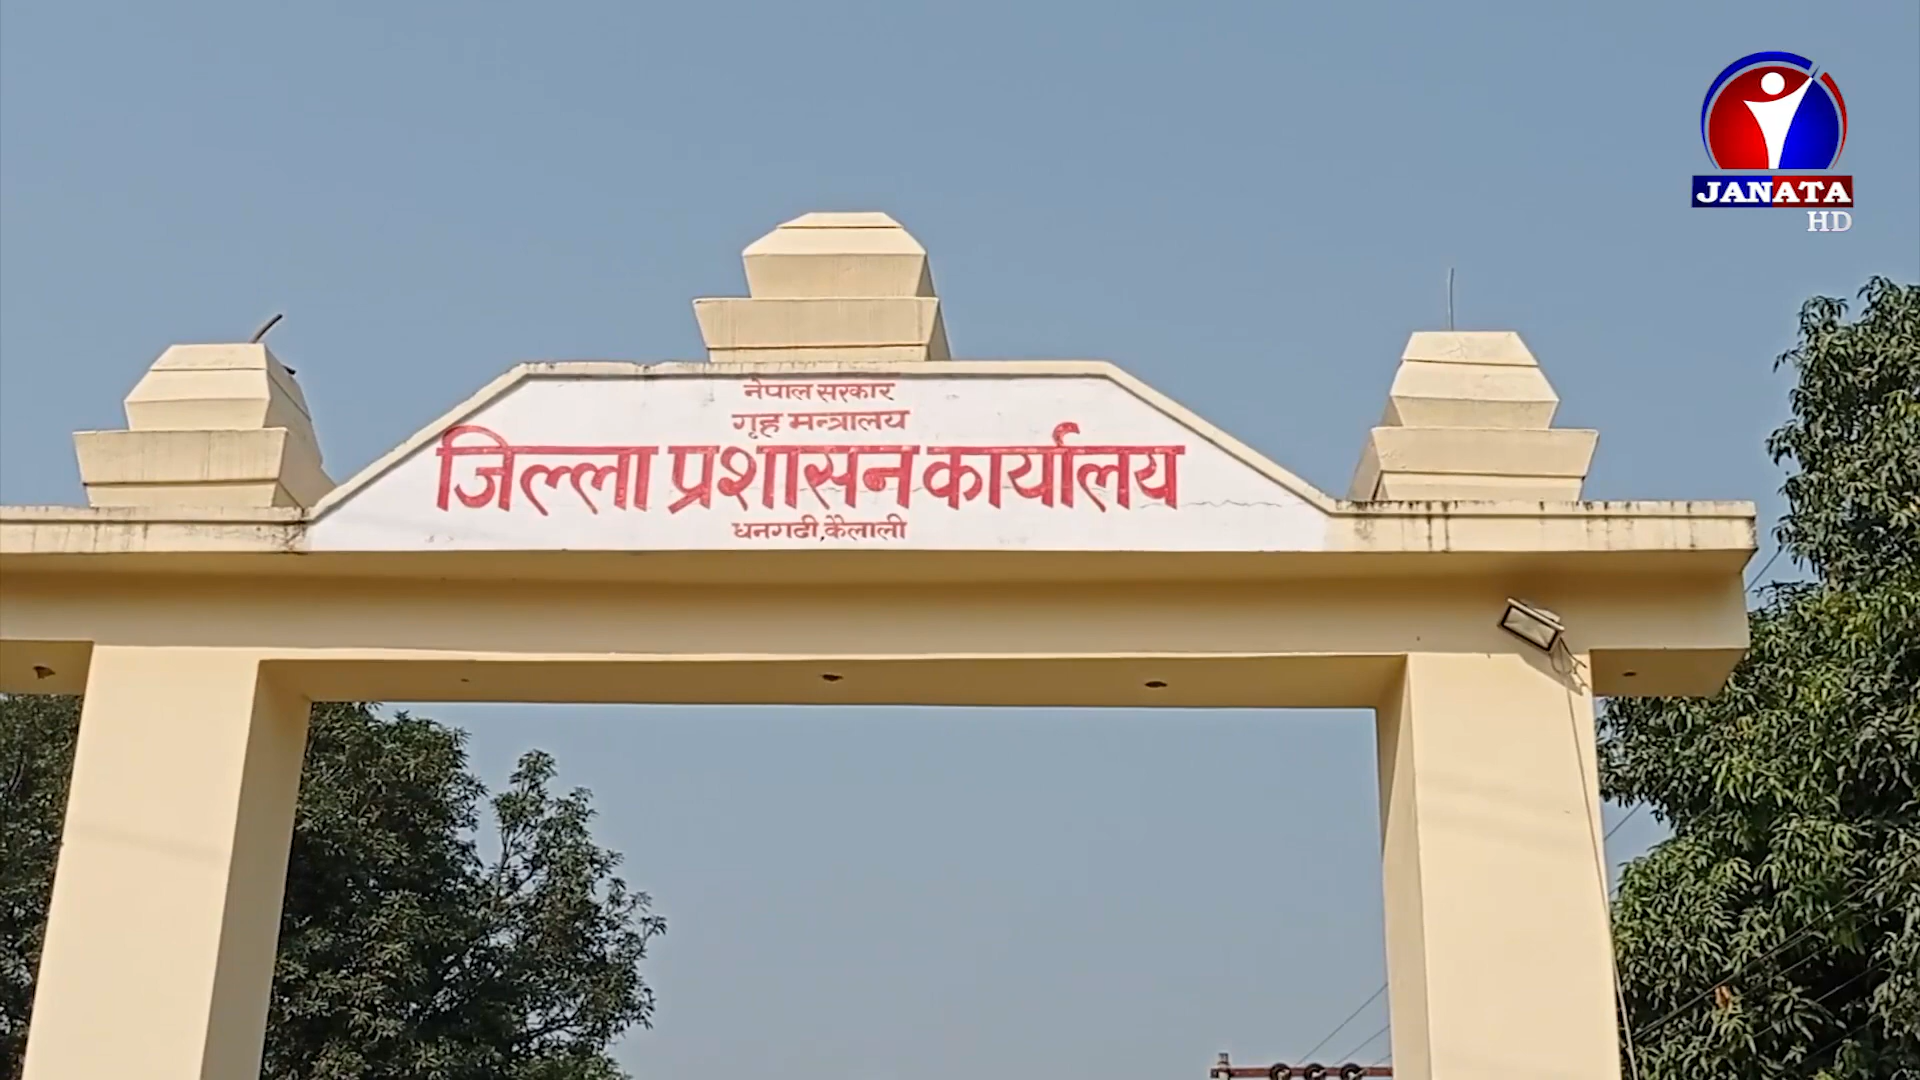 नेपाल सरकार
गृह मन्त्रालय
जिल्ला प्रशासन कार्यालय
धनगढी, कैलाली
JANATA
HD